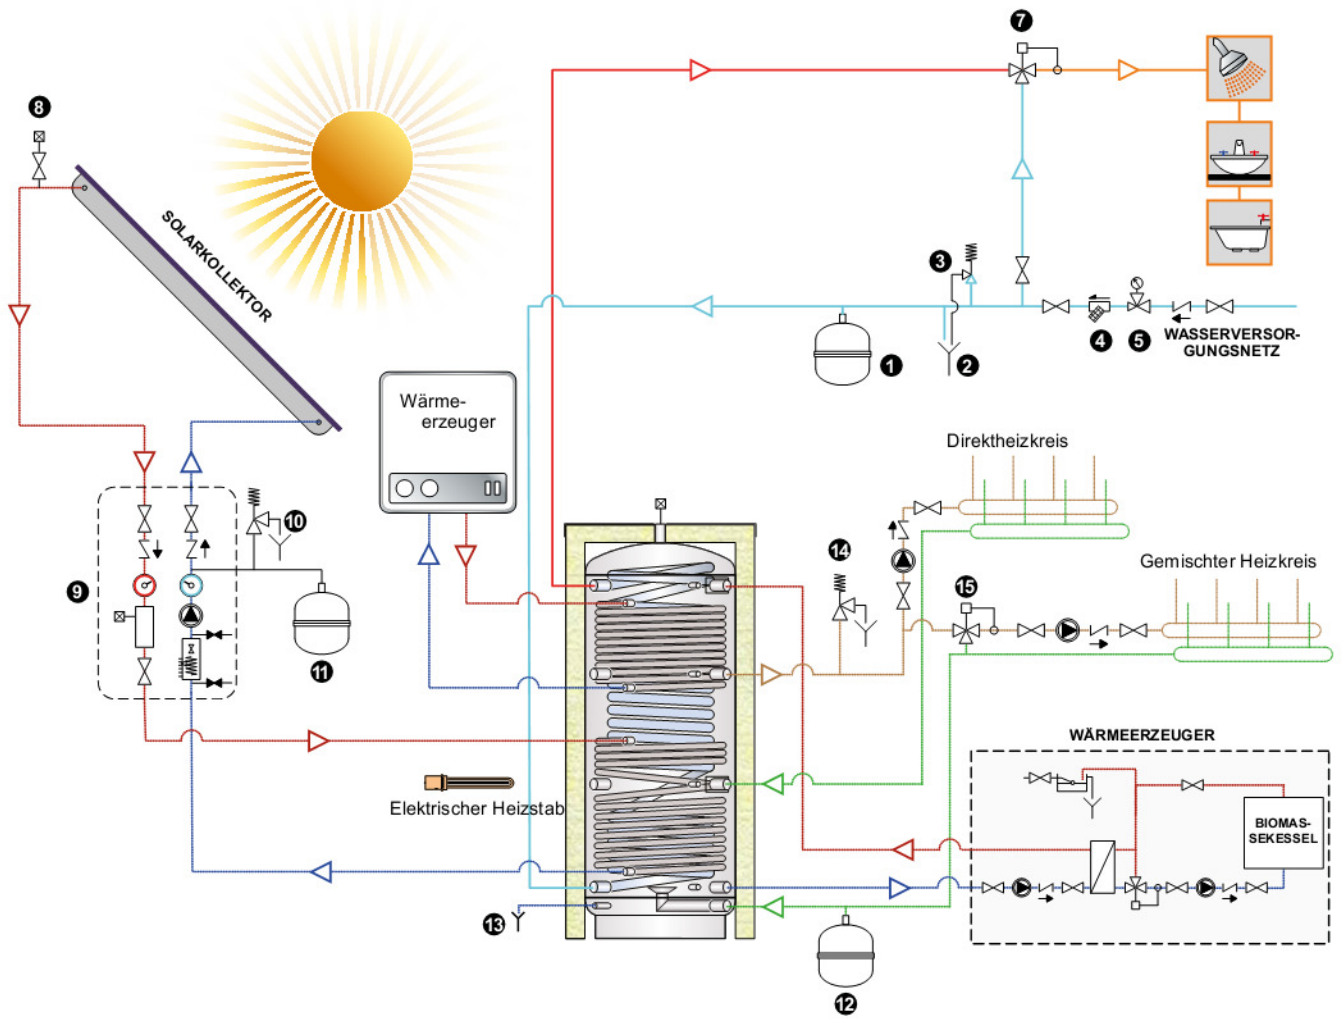 7
8
SOLARKOLLEKTOR
3
4
5
WASSERVERSOR-
GUNGSNETZ
1
2
Wärme-
erzeuger
Direktheizkreis
10
14
Gemischter Heizkreis
9
15
11
WÄRMEERZEUGER
Elektrischer Heizstab
BIOMAS-
SEKESSEL
13
12